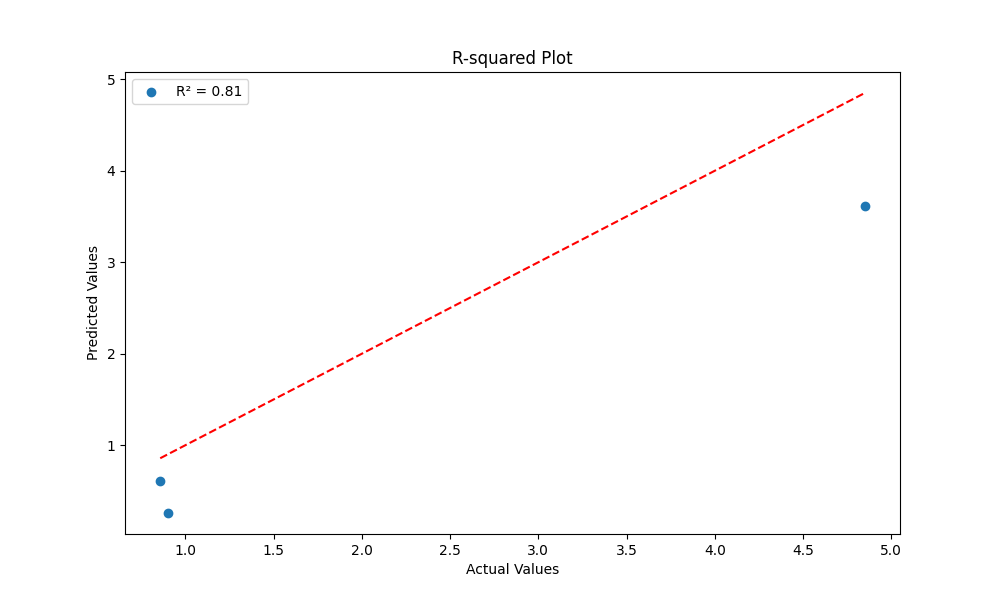 R-squared Plot
R² = 0.81
Predicted Values
5
4
3
2
1
1.0 1.5 2.0 2.5 3.0 3.5 4.0 4.5 5.0
Actual Values